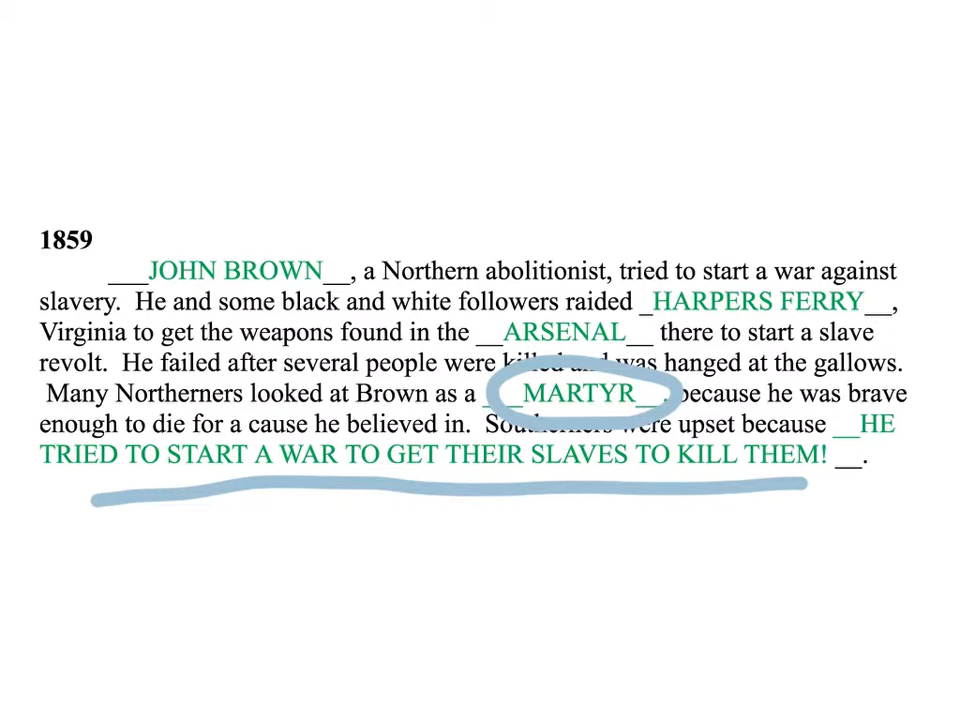 1859
___JOHN BROWN__, a Northern abolitionist, tried to start a war against
slavery. He and some black and white followers raided _HARPERS FERRY__,
Virginia to get the weapons found in the __ARSENAL__ there to start a slave
revolt. He failed after several people were killed and was hanged at the gallows.
Many Northerners looked at Brown as a ___MARTYR__, because he was brave
enough to die for a cause he believed in. Southerners were upset because __HE
TRIED TO START A WAR TO GET THEIR SLAVES TO KILL THEM! __.